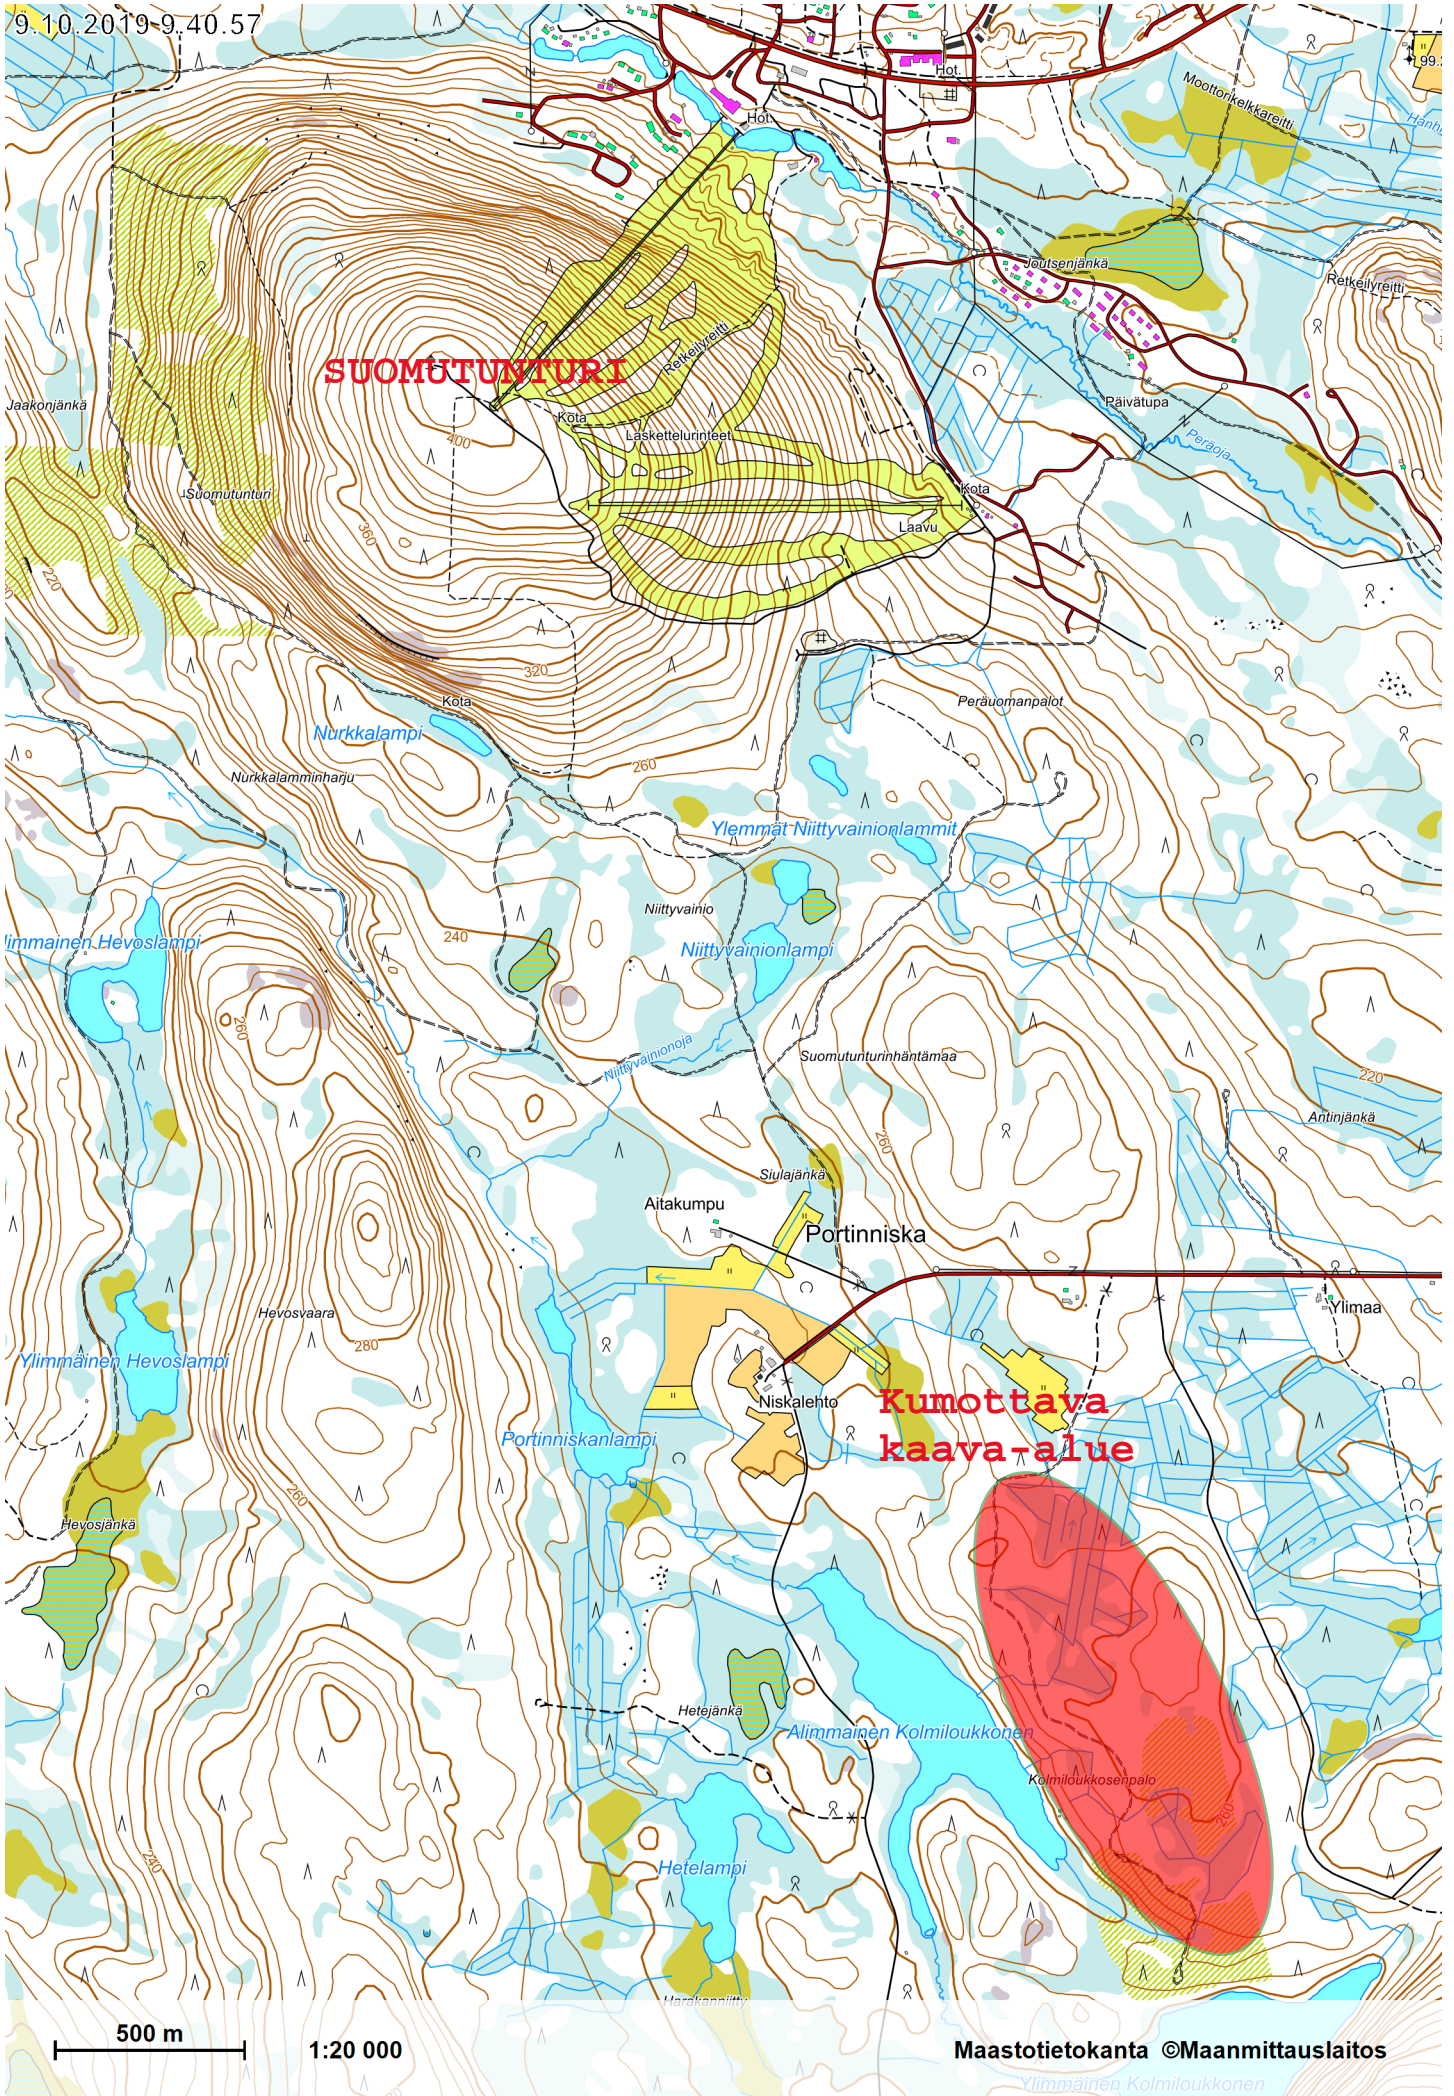 9.10.2019 9.40.57
Hot.
99.
Moottorikelkkareitti
Hot.
Joutsenjänkä
Retkeilyreitti
Retkeilyreitti
SUOMUTUNTURI
Jaakonjänkä
Päivätupa
Kota
400
Laskettelurinteet
Peräoja
Suomutunturi
Kota
360
Laavu
220
320
Kota
Peräuomanpalot
Nurkkalampi
260
Nurkkalamminharju
Ylemmät Niittyvainionlammit
Niittyvainio
240
immainen Hevoslampi
Niittyvainionlampi
260
Niittyvainionoja
Suomutunturinhäntämaa
220
Antinjänkä
260
Siulajänkä
Aitakumpu
Portinniska
Hevosvaara
Ylimaa
280
Ylimmäinen Hevoslampi
Niskalehto
Kumottava
kaava-alue
Portinniskanlampi
260
Hevosjänkä
Hetejänkä
Alimmainen Kolmiloukkonen
Kolmiloukkosenpalo
260
240
Hetelampi
Harakanniitty
500 m
1:20 000
Maastotietokanta ©Maanmittauslaitos
Ylimmäinen Kolmiloukkonen